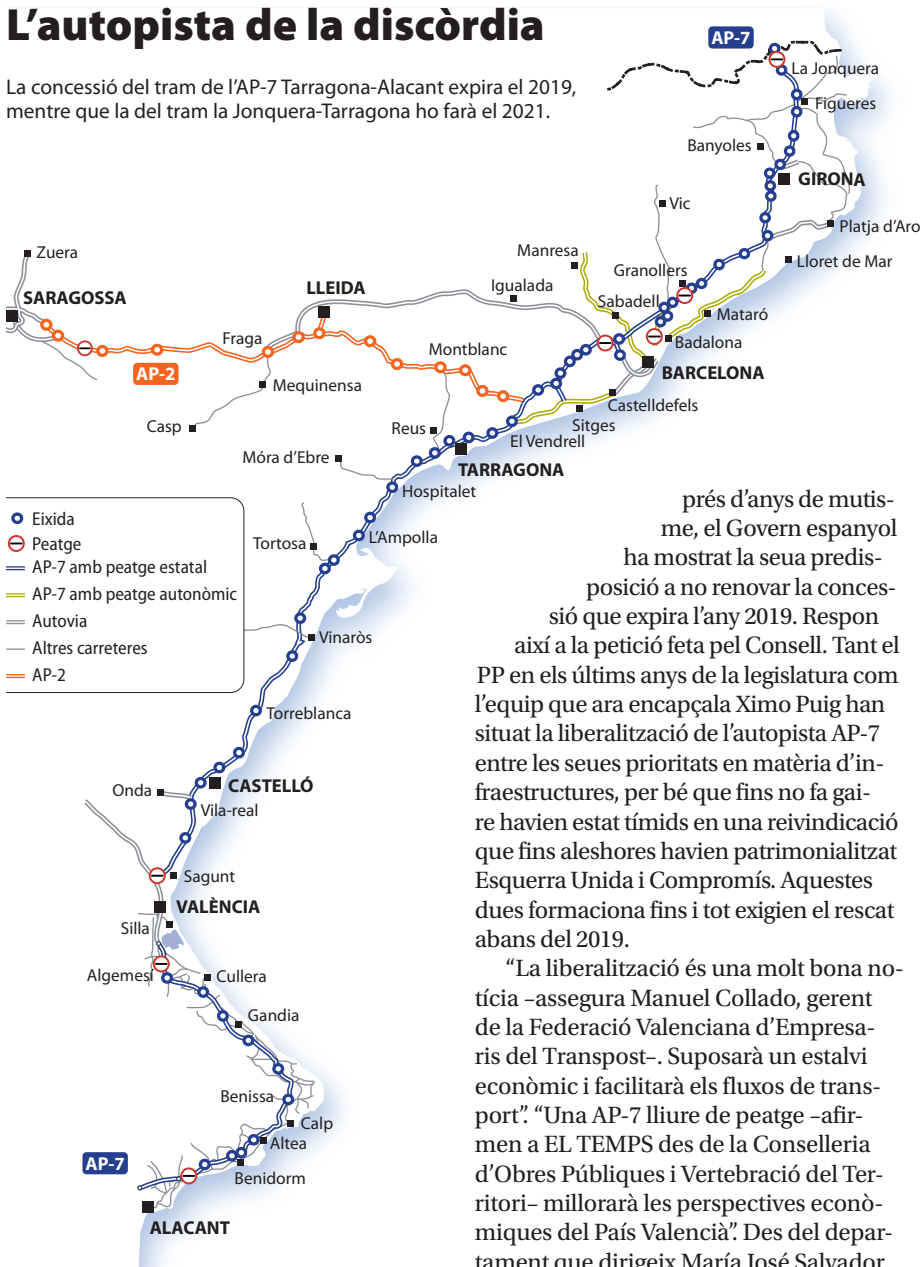 L'autopista de la discòrdia
La concessió del tram de l'AP-7 Tarragona-Alacant expira el 2019,
mentre que la del tram la Jonquera-Tarragona ho farà el 2021.
AP-7
La Jonquera
Figueres
Banyoles
GIRONA
Vic
Platja d'Aro
Zuera
Manresa
Granollers
Lloret de Mar
SARAGOSSA
LLEIDA
Igualada
Sabadell
Mataró
Fraga
Montblanc
Badalona
AP-2
BARCELONA
Mequinensa
Castelldefels
Casp
Reus
Sitges
El Vendrell
Móra d'Ebre
TARRAGONA
Hospitalet
L'Ampolla
Tortosa
Eixida
Peatge
AP-7 amb peatge estatal
AP-7 amb peatge autonòmic
Autovia
Altres carreteres
AP-2
Vinaròs
Torreblanca
CASTELLÓ
Onda
Vila-real
Sagunt
VALÈNCIA
Silla
Algemesí
Cullera
Gandia
Benissa
Calp
Altea
AP-7
Benidorm
ALACANT
prés d'anys de mutis-
me, el Govern espanyol
ha mostrat la seua predis-
posició a no renovar la conces-
sió que expira l'any 2019. Respon
així a la petició feta pel Consell. Tant el
PP en els últims anys de la legislatura com
l'equip que ara encapçala Ximo Puig han
situat la liberalització de l'autopista AP-7
entre les seues prioritats en matèria d'in-
fraestructures, per bé que fins no fa gai-
re havien estat tímids en una reivindicació
que fins aleshores havien patrimonialitzat
Esquerra Unida i Compromís. Aquestes
dues formaciona fins i tot exigien el rescat
abans del 2019.
"La liberalització és una molt bona no-
tícia –assegura Manuel Collado, gerent
de la Federació Valenciana d'Empresa-
ris del Transpost–. Suposarà un estalvi
econòmic i facilitarà els fluxos de trans-
port". "Una AP-7 lliure de peatge –afir-
men a EL TEMPS des de la Conselleria
d'Obres Públiques i Vertebració del Ter-
ritori– millorarà les perspectives econò-
miques del País Valencià". Des del depar-
tament que dirigeix María José Salvador